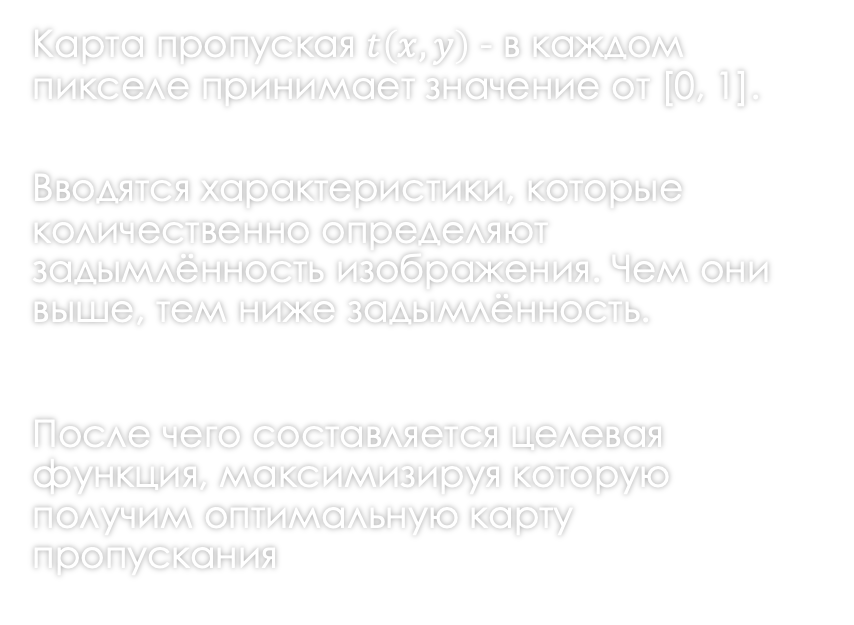 Карта пропуская t(x, y) - в каждом
пикселе принимает значение от [0, 1].
Вводятся характеристики, которые
количественно определяют
задымлённость изображения. Чем они
выше, тем ниже задымлённость.
После чего составляется целевая
функция, максимизируя которую
получим оптимальную карту
пропускания